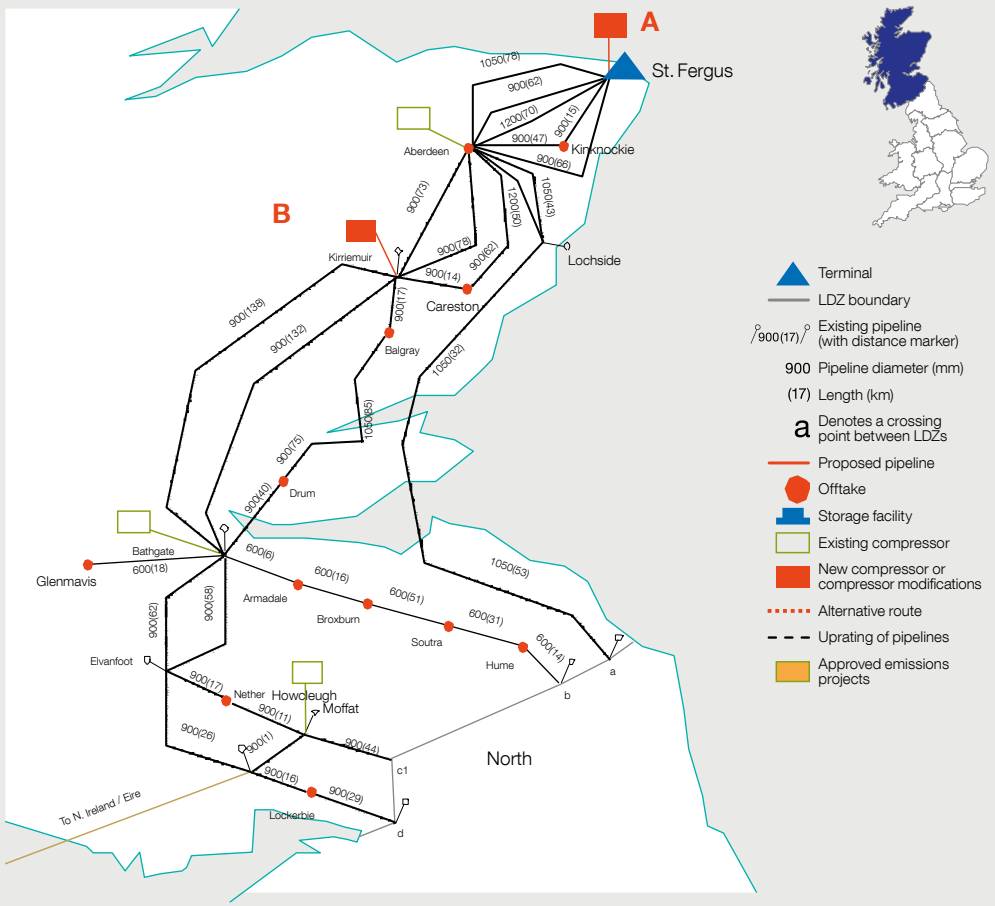 A
St. Fergus
1050(78)
900(62)
1200(70)
900(15)
900(47)
Kinknockie
900(66)
Aberdeen
900(73)
1200(50)
1050(43)
B
Kirriemuir
900(78)
900(62)
900(14)
Lochside
Careston
900(17)
900(138)
900(132)
Balgray
1050(32)
1050(85)
900(75)
Drum
900(40)
Bathgate
600(18)
Glenmavis
600(6)
Armadale
600(16)
Broxburn
600(51)
Soutra
600(31)
Hume
600(14)
1050(53)
a
b
900(62)
900(58)
Elvanfoot
900(17)
Nether Howcleugh
900(11)
Moffat
900(44)
900(26)
900(1)
c1
900(16)
900(29)
Lockerbie
d
North
To N. Ireland / Eire
Terminal
LDZ boundary
900(17)
Existing pipeline
(with distance marker)
900 Pipeline diameter (mm)
(17) Length (km)
a Denotes a crossing
point between LDZs
Proposed pipeline
Offtake
Storage facility
Existing compressor
New compressor or
compressor modifications
Alternative route
Uprating of pipelines
Approved emissions
projects